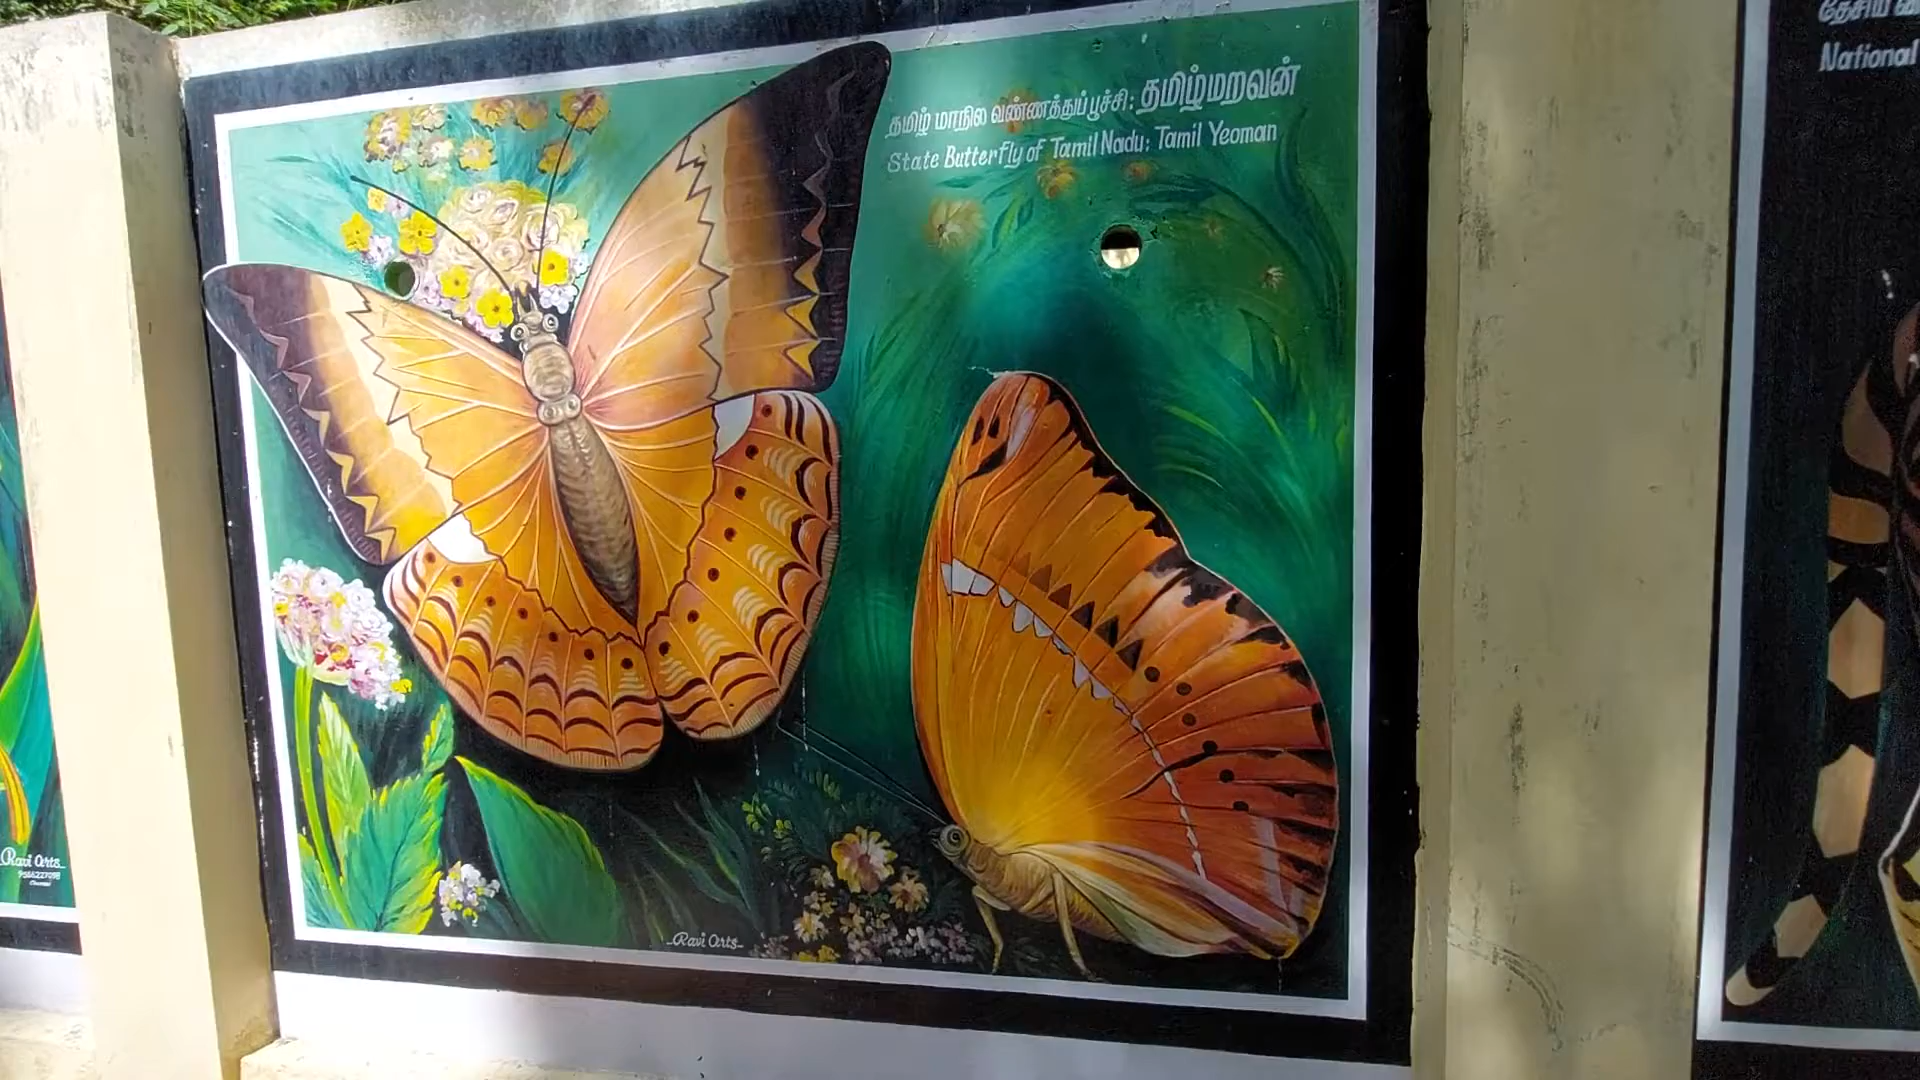 தமிழ் மாநில வண்ணத்துப்பூச்சி: தமிழ்மறவன்
State Butterfly of Tamil Nadu: Tamil Yeoman
Ravi Arts
Ravi Arts
தேசிய
National